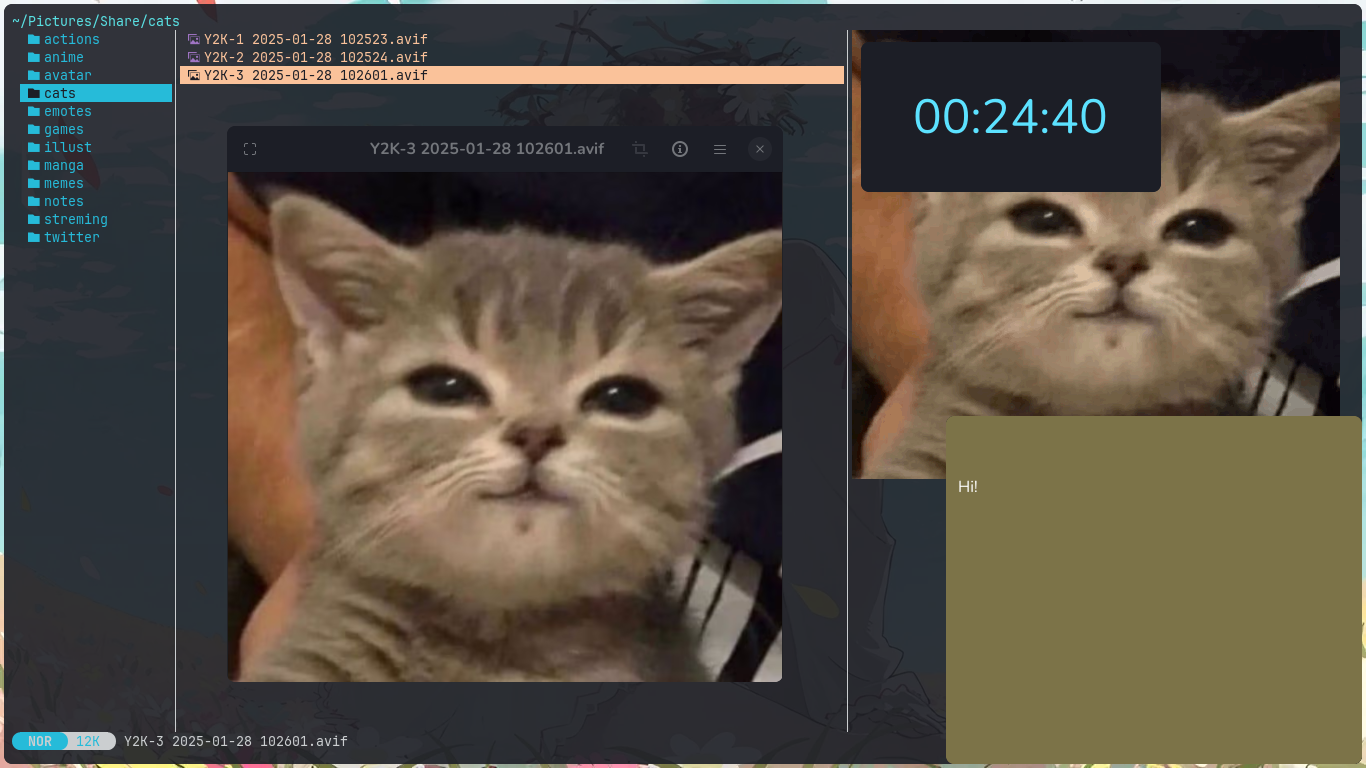 ~/Pictures/Share/cats
actions
anime
avatar
cats
emotes
games
illust
manga
memes
notes
streming
twitter
Y2K-1 2025-01-28 102523.avif
Y2K-2 2025-01-28 102524.avif
Y2K-3 2025-01-28 102601.avif
Y2K-3 2025-01-28 102601.avif
00:24:40
Hi!
NOR 12K Y2K-3 2025-01-28 102601.avif